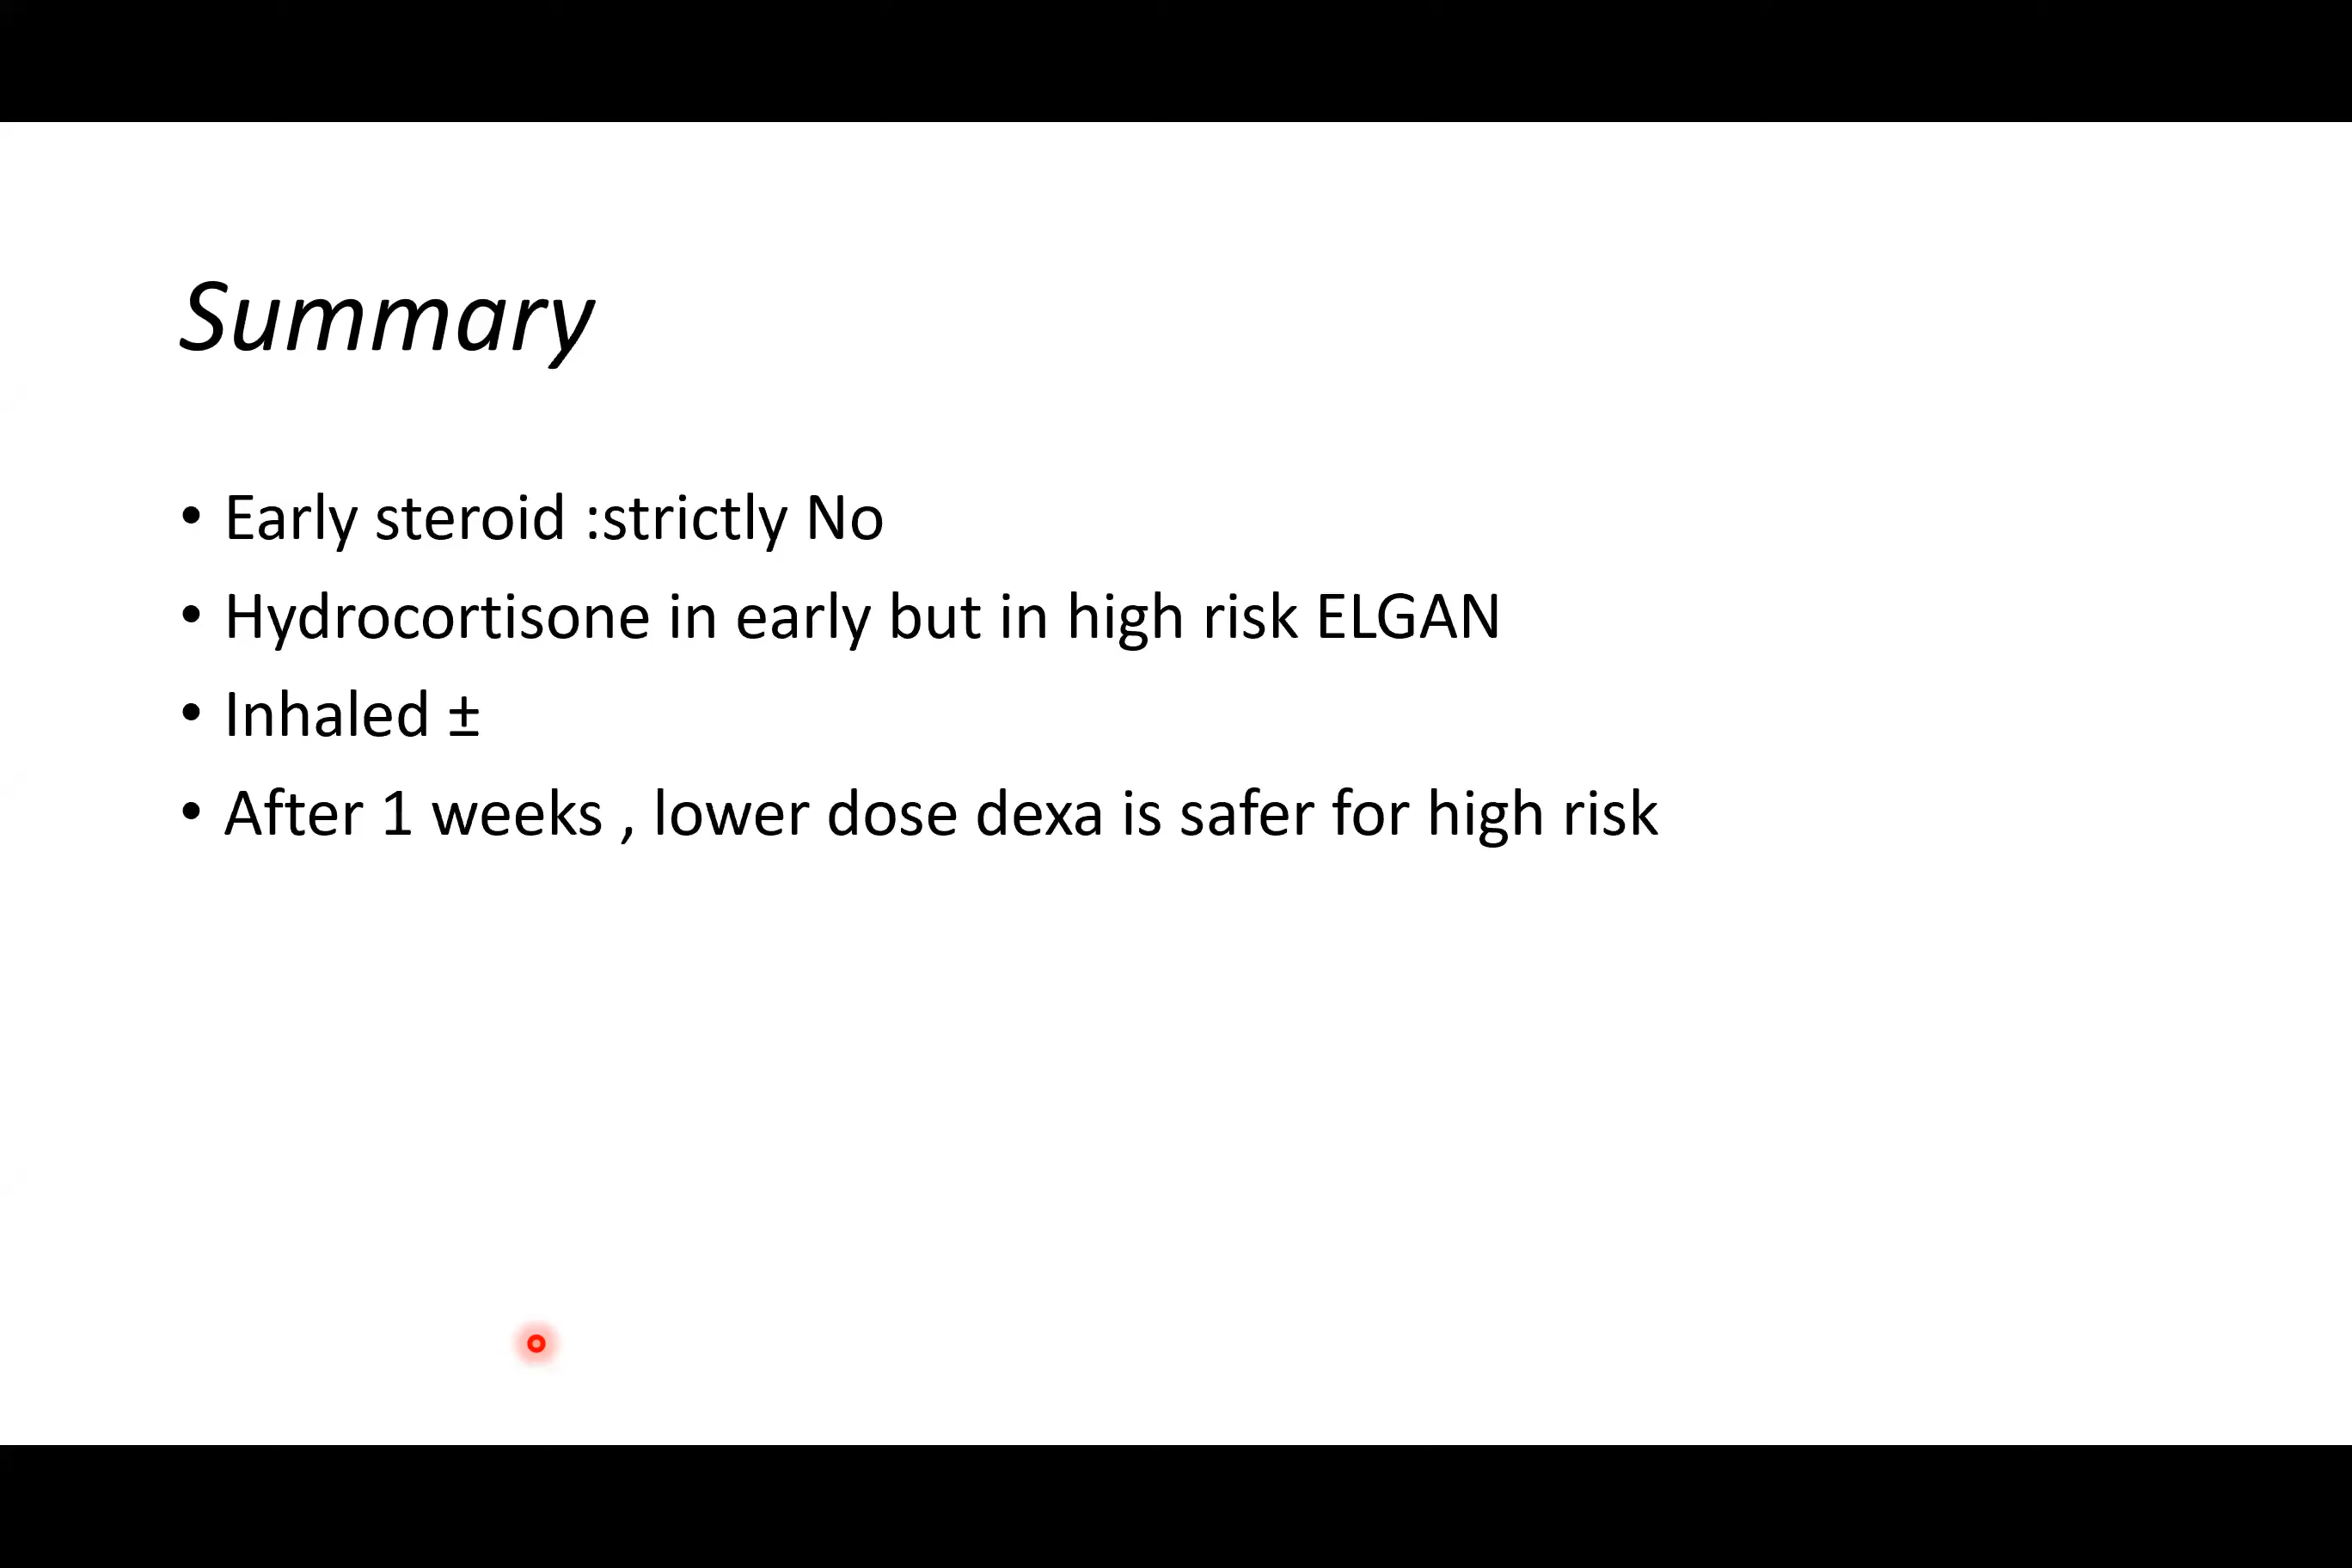 Summary
• Early steroid :strictly No
• Hydrocortisone in early but in high risk ELGAN
• Inhaled ±
• After 1 weeks , lower dose dexa is safer for high risk